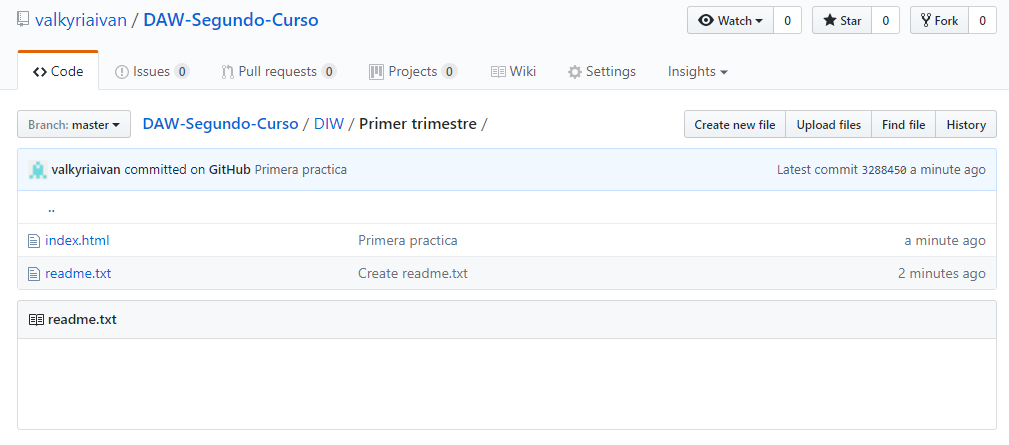 valkyriaivan / DAW-Segundo-Curso Watch 0 Star 0 Fork 0
Code Issues 0 Pull requests 0 Projects 0 Wiki Settings Insights
Branch: master DAW-Segundo-Curso / DIW / Primer trimestre / Create new file Upload files Find file History
valkyriaivan committed on GitHub Primera practica Latest commit 3288450 a minute ago
..
index.html Primera practica a minute ago
readme.txt Create readme.txt 2 minutes ago
readme.txt